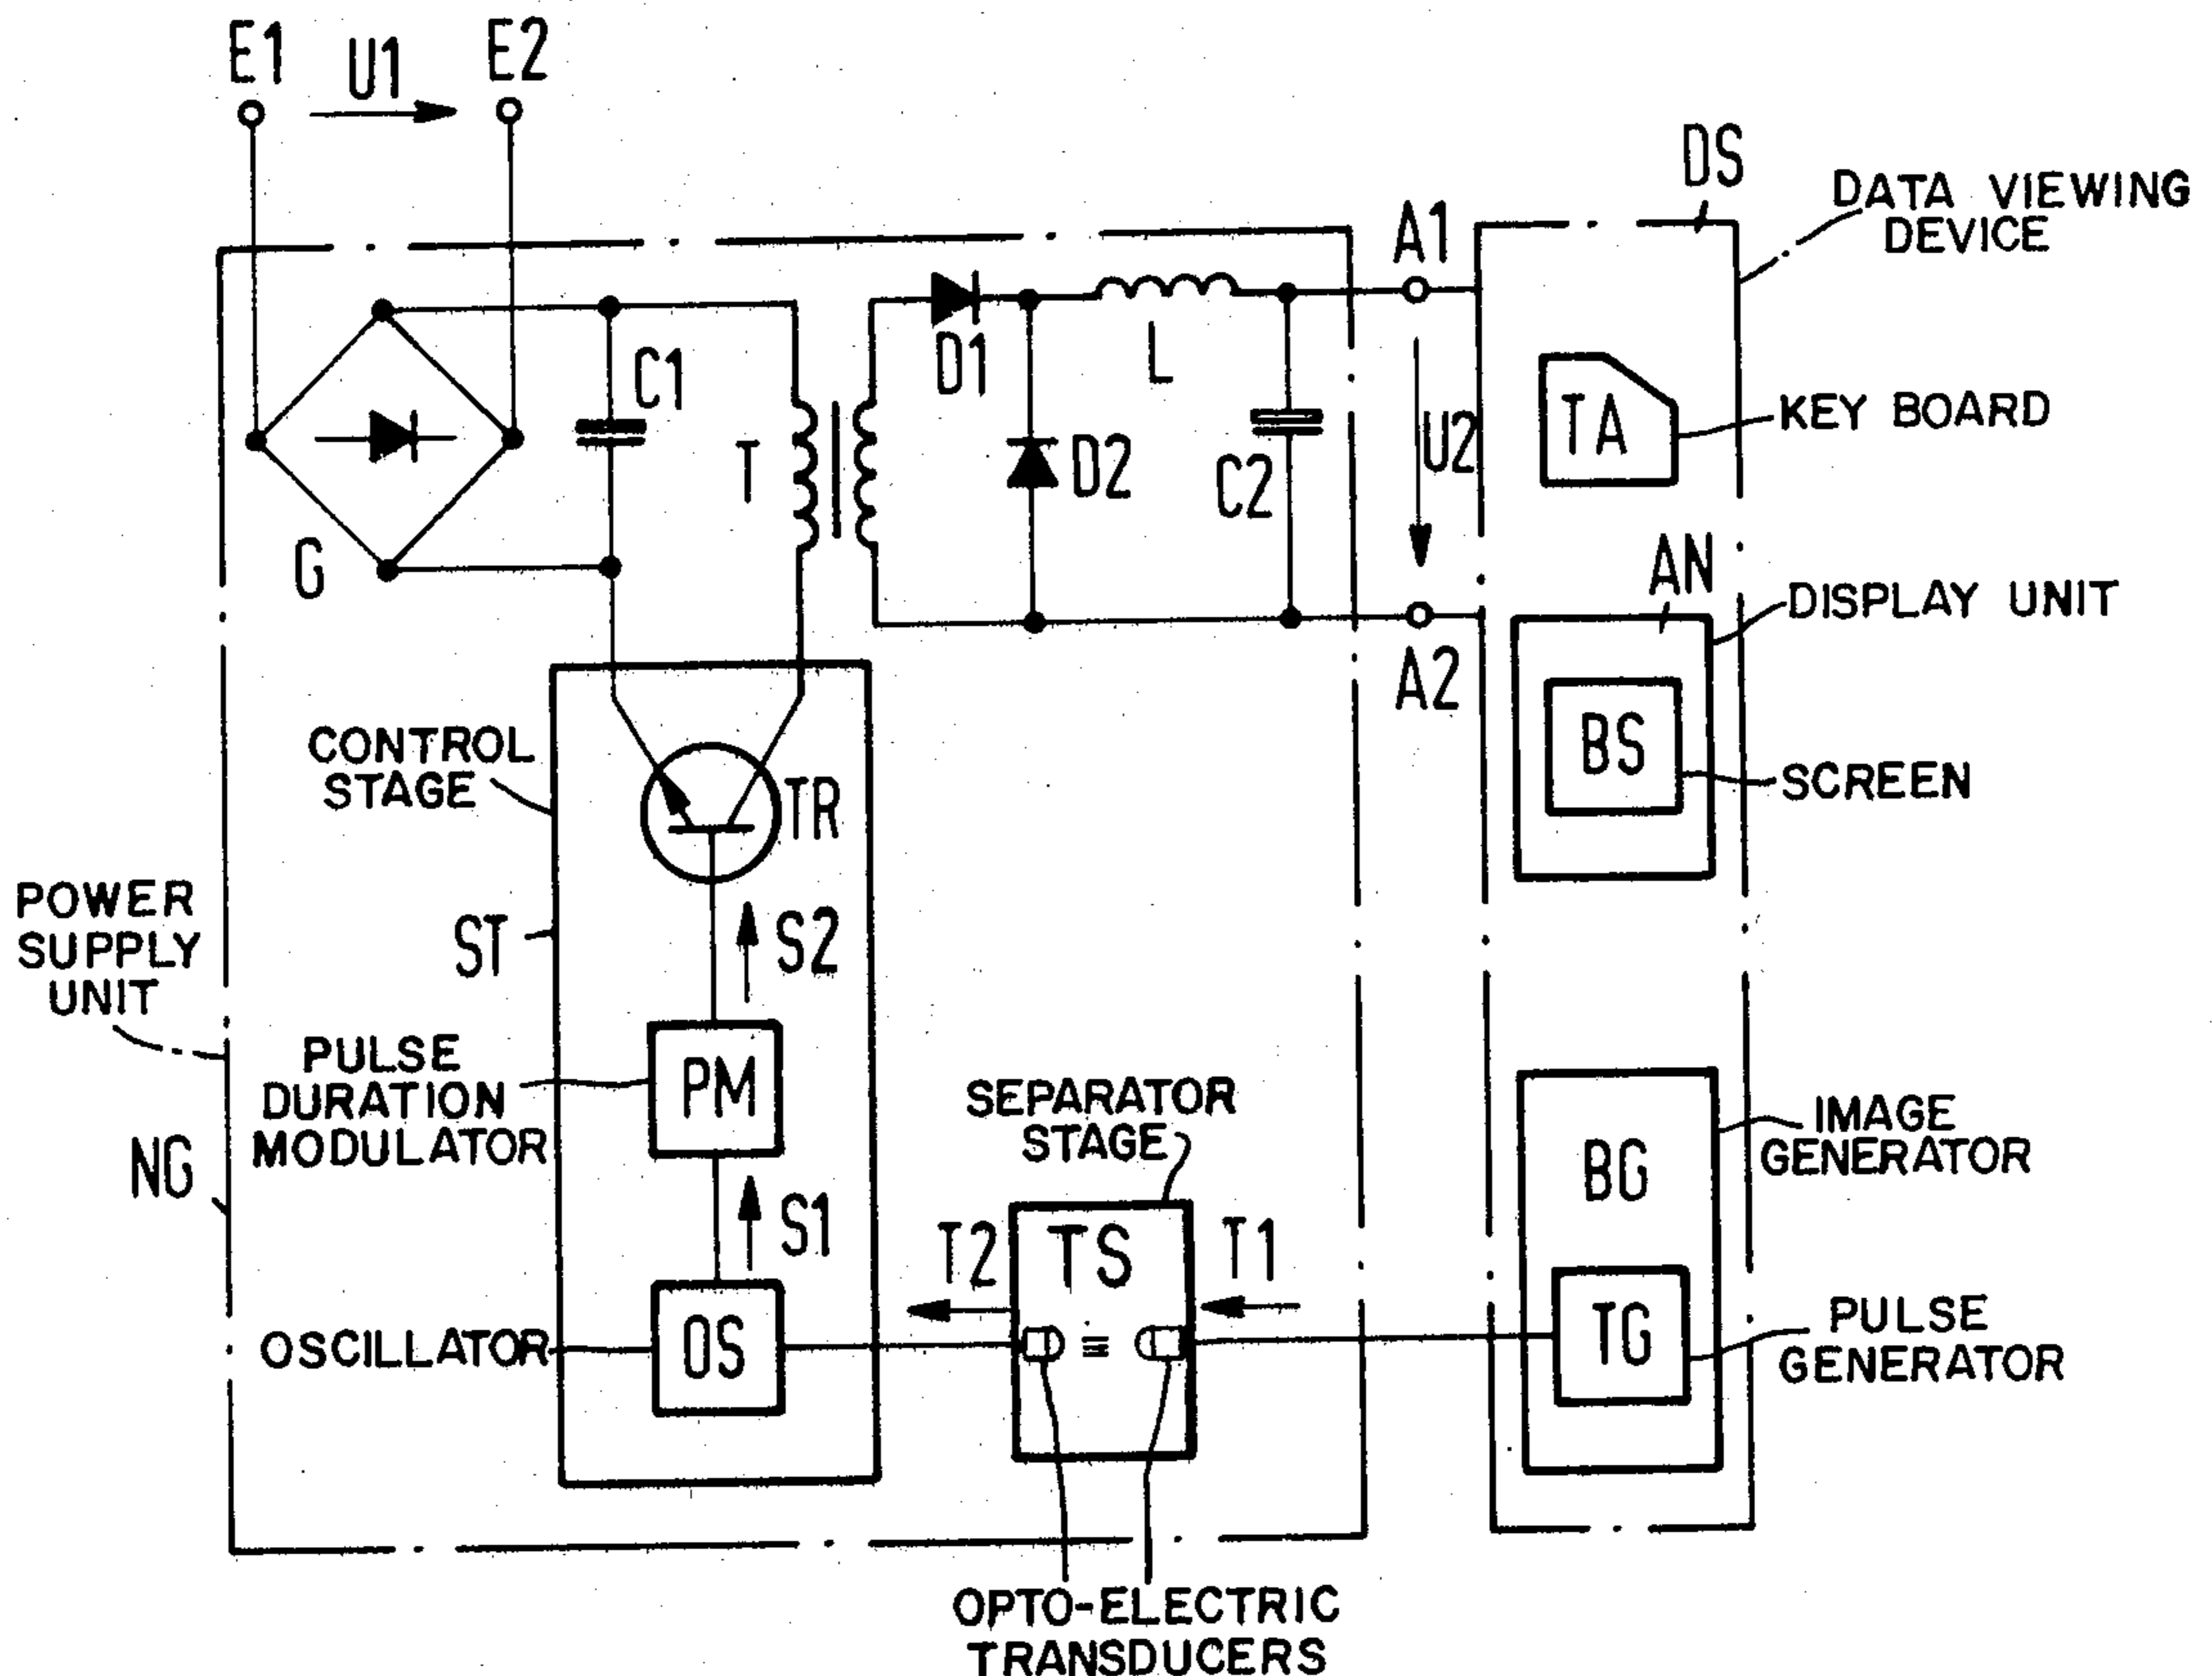 E1
U1
E2
DS
DATA VIEWING
DEVICE
A1
C1
D1
L
TA
KEY BOARD
T
D2
C2
U2
G
AN
DISPLAY UNIT
A2
BS
SCREEN
CONTROL
STAGE
TR
POWER
SUPPLY
UNIT
ST
S2
PULSE
DURATION
MODULATOR
PM
SEPARATOR
STAGE
IMAGE
GENERATOR
BG
NG
S1
T2
TS
T1
OSCILLATOR
OS
TG
PULSE
GENERATOR
OPTO-ELECTRIC
TRANSDUCERS